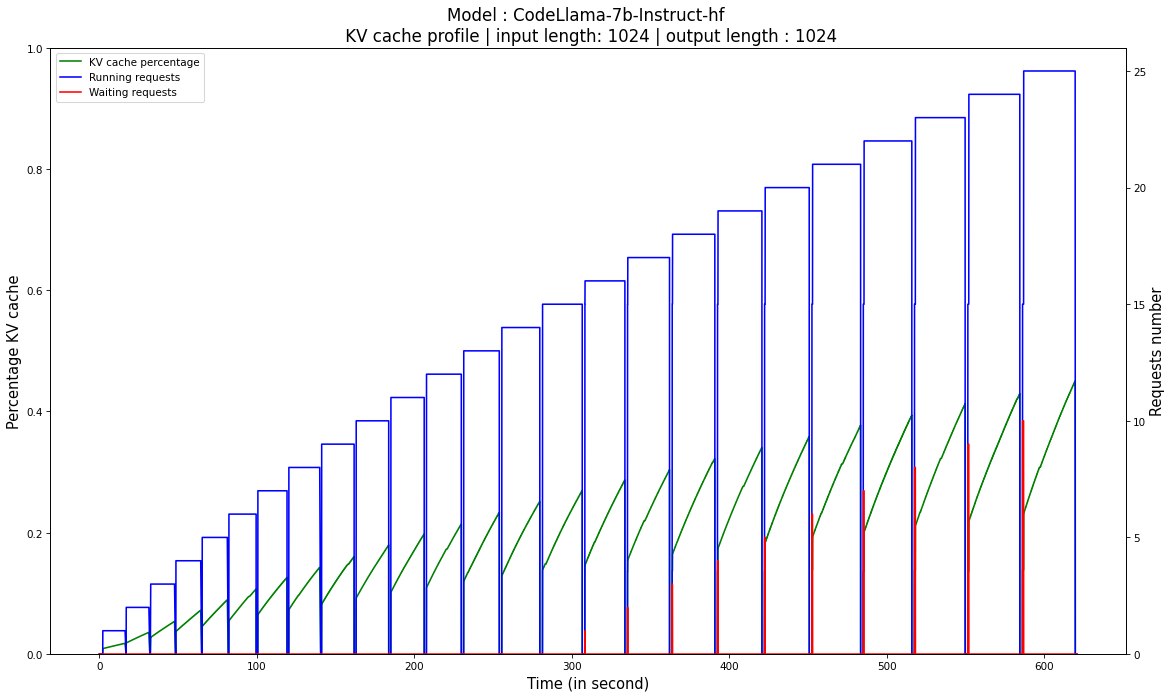 Model : CodeLlama-7b-Instruct-hf
KV cache profile | input length: 1024 | output length : 1024
KV cache percentage
Running requests
Waiting requests
Percentage KV cache
1.0
0.8
0.6
0.4
0.2
0.0
25
20
15
10
5
0
Requests number
0 100 200 300 400 500 600
Time (in second)